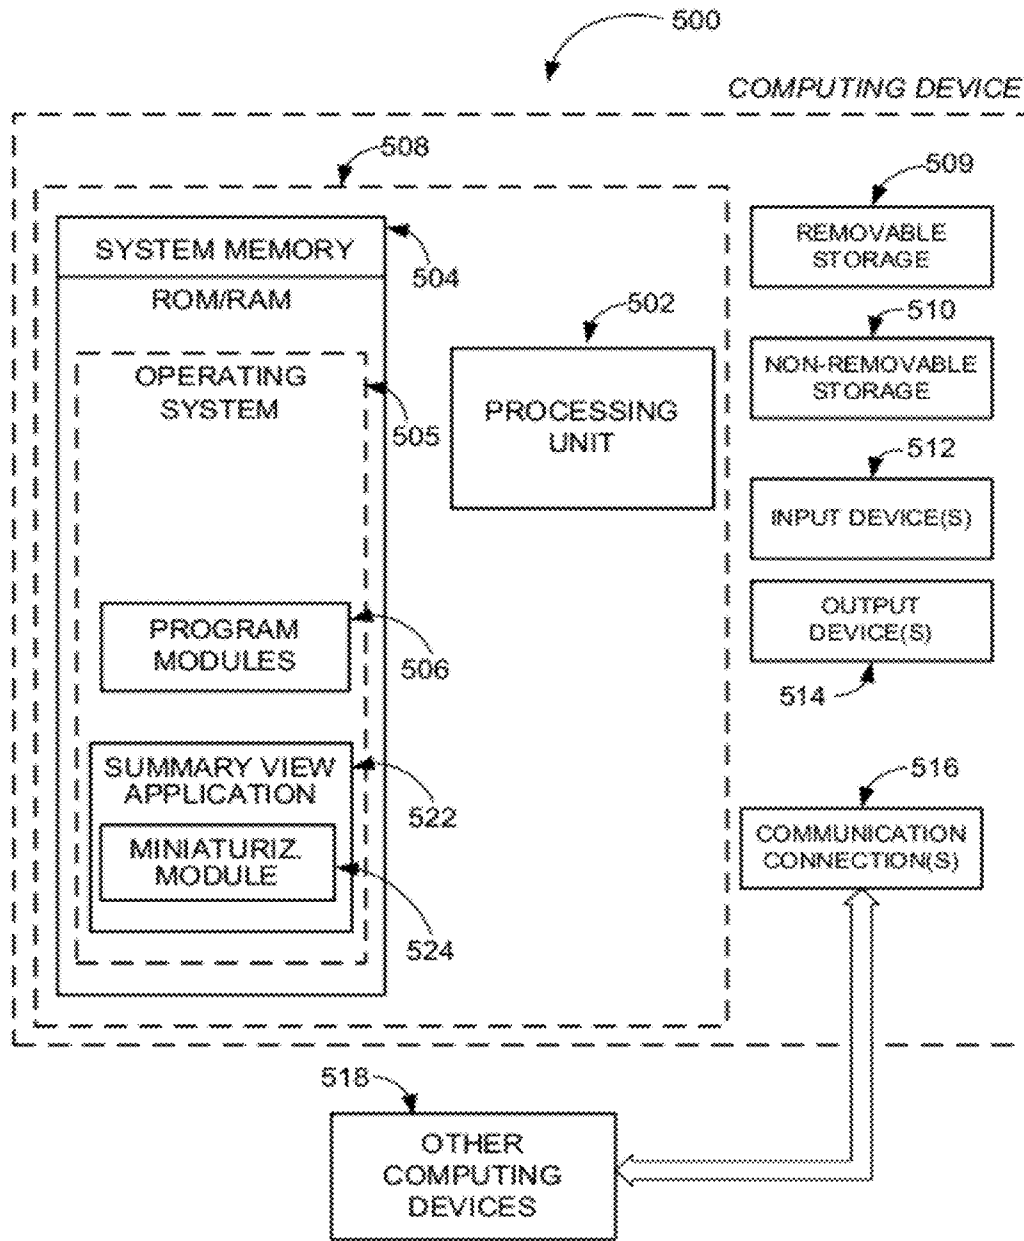 500
COMPUTING DEVICE
508
509
SYSTEM MEMORY
504
REMOVABLE
STORAGE
ROM/RAM
502
510
OPERATING
SYSTEM
505
PROCESSING
UNIT
NON-REMOVABLE
STORAGE
512
INPUT DEVICE(S)
PROGRAM
MODULES
506
OUTPUT
DEVICE(S)
514
SUMMARY VIEW
APPLICATION
522
516
MINIATURIZ.
MODULE
524
COMMUNICATION
CONNECTION(S)
518
OTHER
COMPUTING
DEVICES